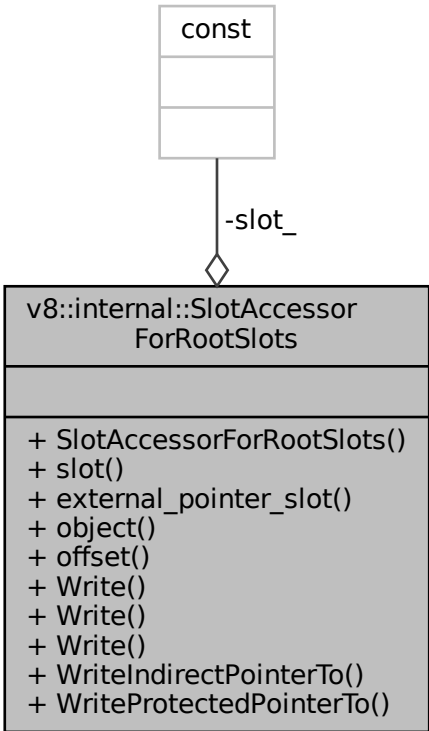 const
-slot_
v8::internal::SlotAccessor
ForRootSlots
+ SlotAccessorForRootSlots()
+ slot()
+ external_pointer_slot()
+ object()
+ offset()
+ Write()
+ Write()
+ Write()
+ WriteIndirectPointerTo()
+ WriteProtectedPointerTo()